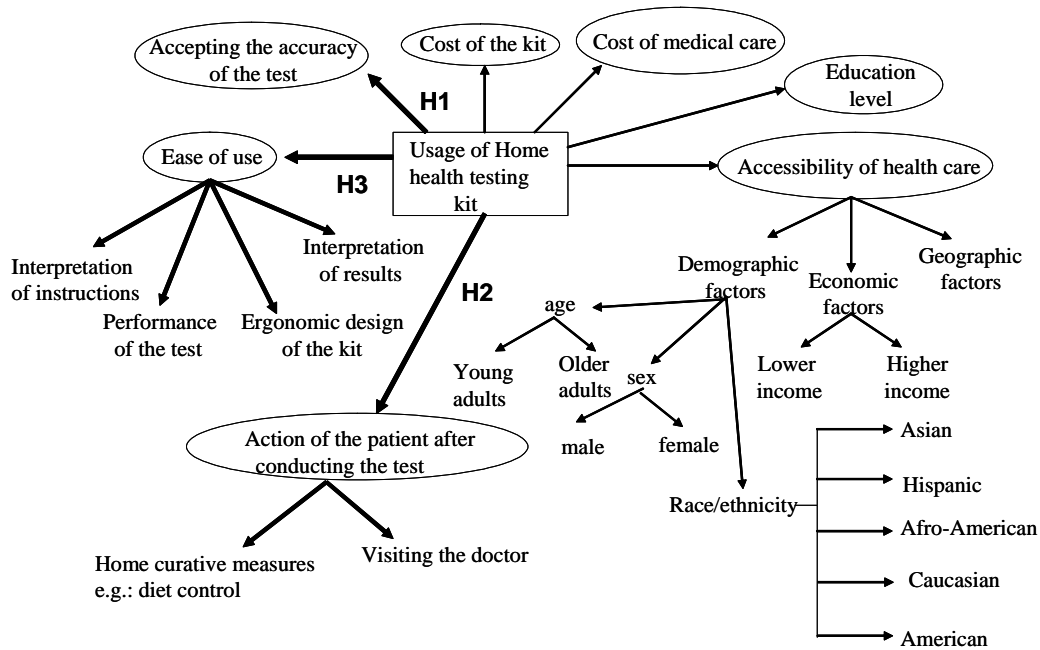 Accepting the accuracy
of the test
Cost of the kit
Cost of medical care
Education
level
H1
Ease of use
H3
Usage of Home
health testing
kit
Accessibility of health care
Interpretation
of instructions
Performance
of the test
Ergonomic design
of the kit
Interpretation
of results
H2
Demographic
factors
Economic
factors
Geographic
factors
age
Young
adults
Older
adults
sex
male
female
Lower
income
Higher
income
Race/ethnicity
Asian
Hispanic
Afro-American
Caucasian
American
Action of the patient after
conducting the test
Home curative measures
e.g.: diet control
Visiting the doctor